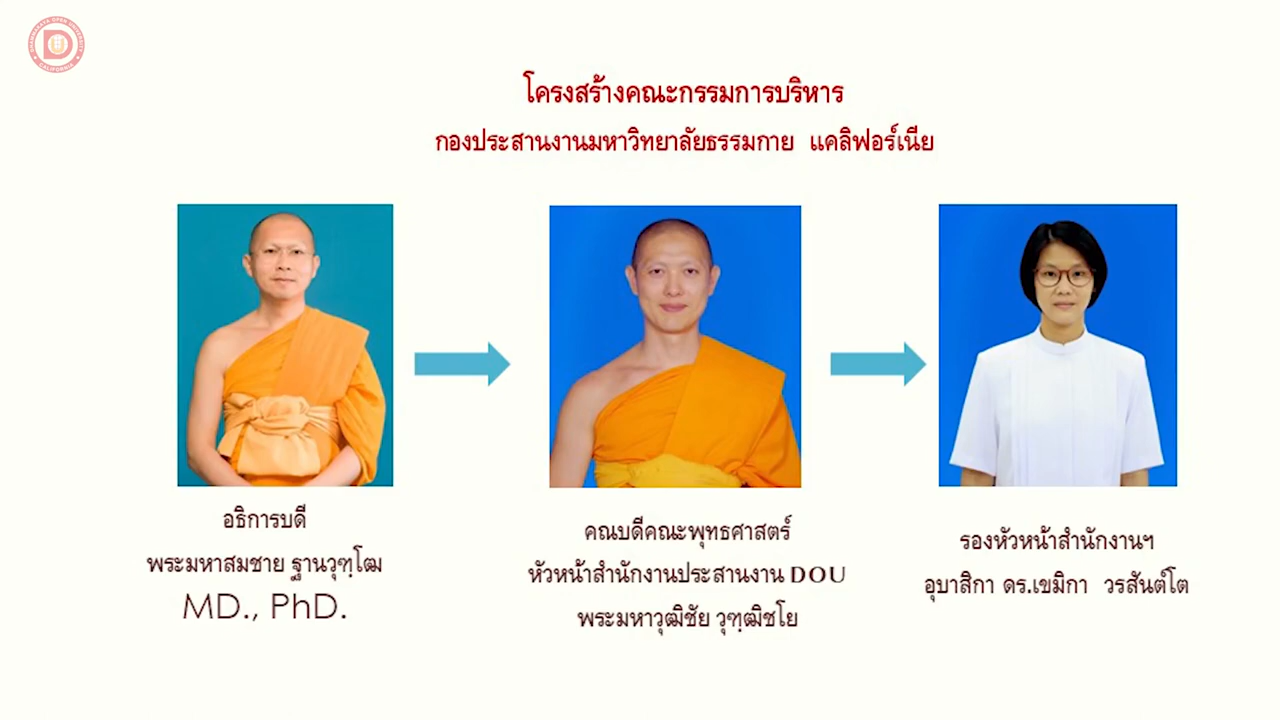 DHAMMAKAYA OPEN UNIVERSITY
D
CALIFORNIA
โครงสร้างคณะกรรมการบริหาร
กองประสานงานมหาวิทยาลัยธรรมกาย แคลิฟอร์เนีย
อธิการบดี
พระมหาสมชาย ฐานวุฑฺโฒ
MD., PhD.
คณบดีคณะพุทธศาสตร์
หัวหน้าสำนักงานประสานงาน DOU
พระมหาวุฒิชัย วุฑฺฒิชโย
รองหัวหน้าสำนักงานฯ
อุบาสิกา ดร.เขมิกา วรสันต์โต